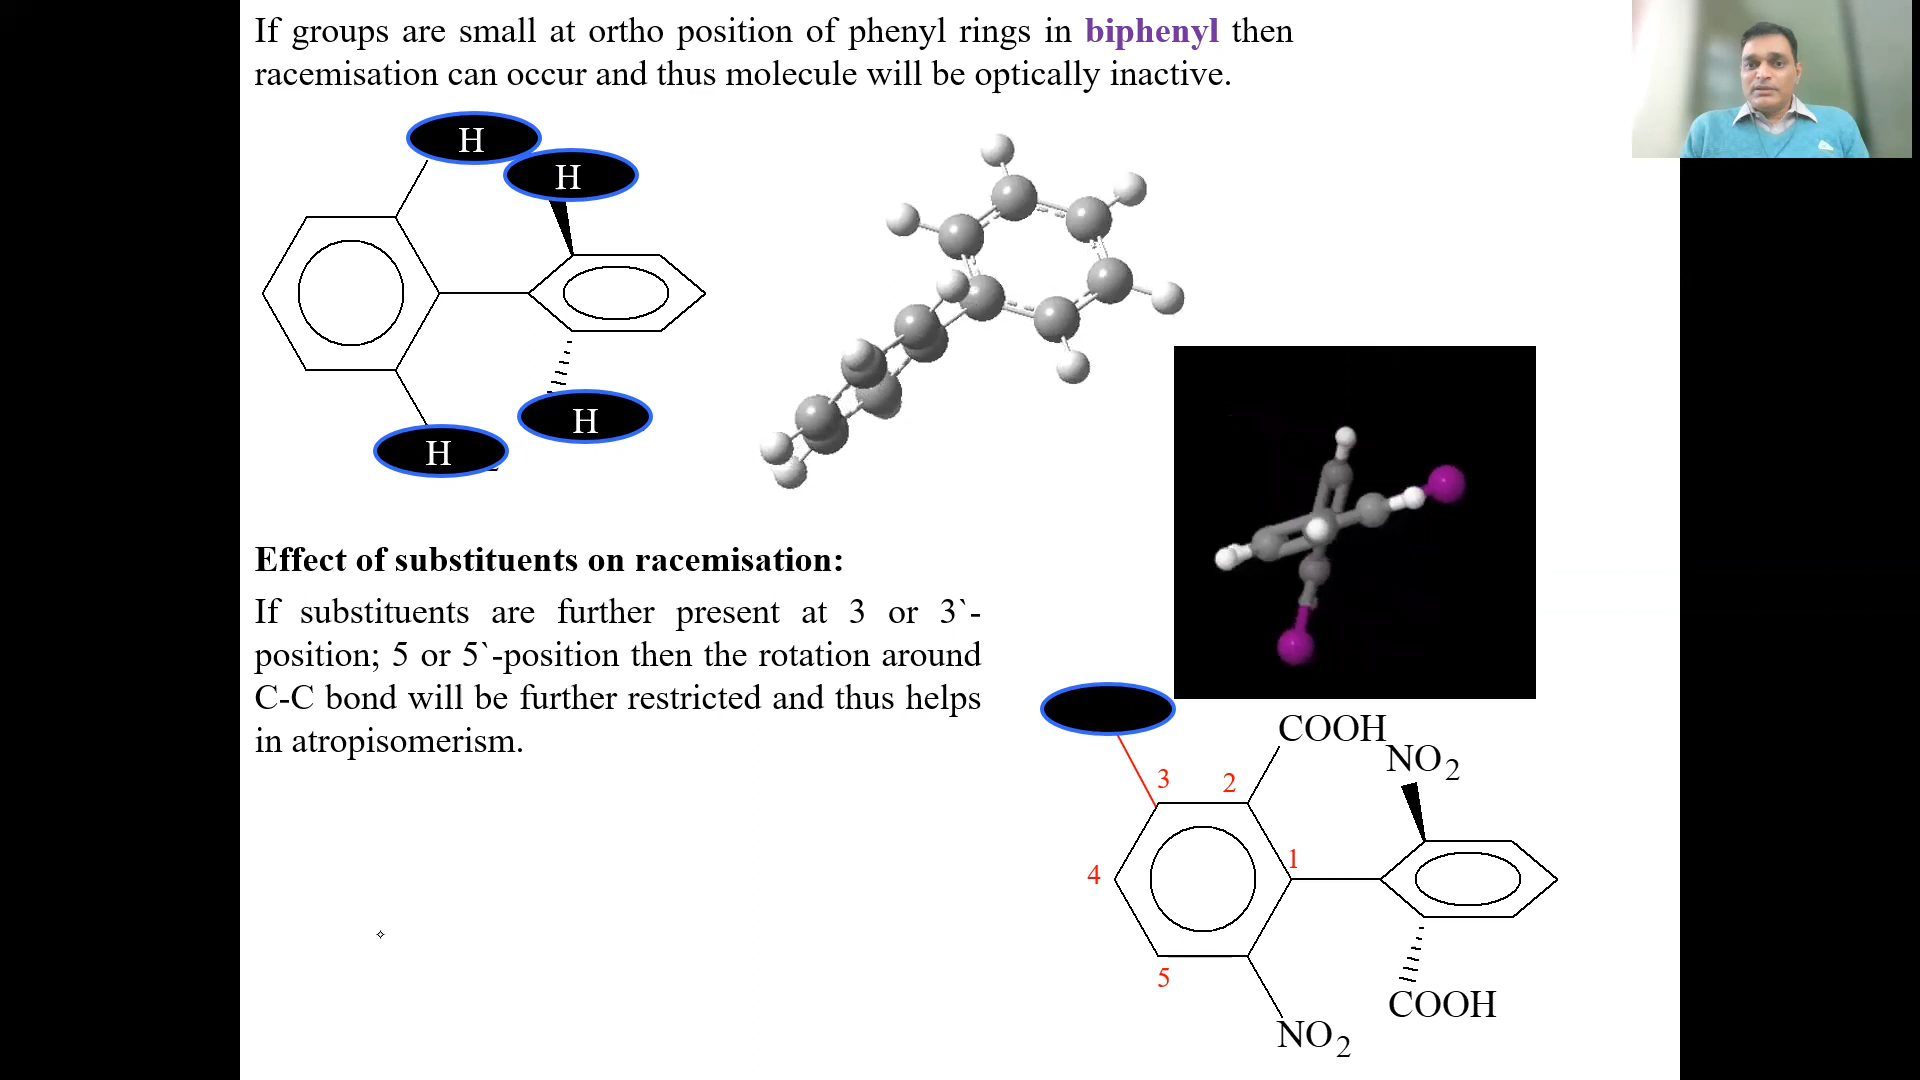 If groups are small at ortho position of phenyl rings in biphenyl then
racemisation can occur and thus molecule will be optically inactive.
H
H
H
H
Effect of substituents on racemisation:
If substituents are further present at 3 or 3`-
position; 5 or 5`-position then the rotation around
C-C bond will be further restricted and thus helps
in atropisomerism.
COOH
NO2
3
2
1
4
5
COOH
NO2